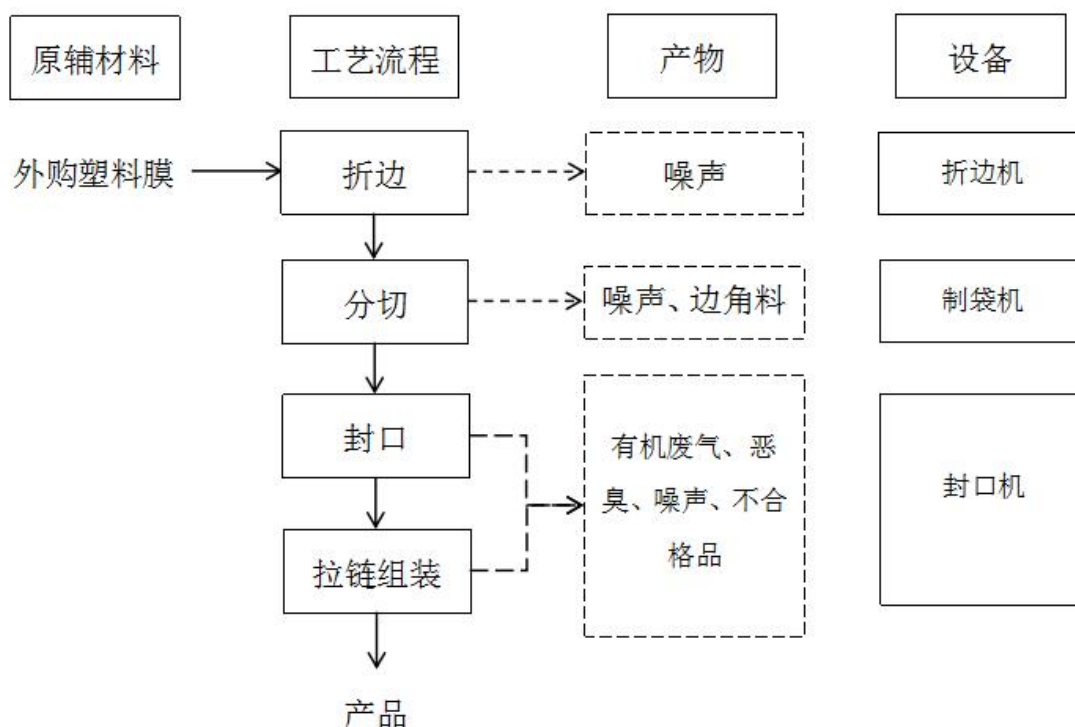 原辅材料
工艺流程
产物
设备
外购塑料膜
折边
噪声
折边机
分切
噪声、边角料
制袋机
封口
有机废气、恶
臭、噪声、不合
格品
封口机
拉链组装
产品